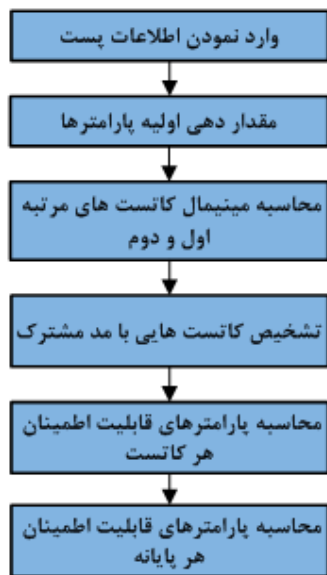 وارد نمودن اطلاعات پست
مقدار دهی اولیه پارامترها
محاسبه مینیمال کاتست های مرتبه
اول و دوم
تشخیص کاتست هایی با مد مشترک
محاسبه پارامترهای قابلیت اطمینان
هر کاتست
محاسبه پارامترهای قابلیت اطمینان
هر پایانه